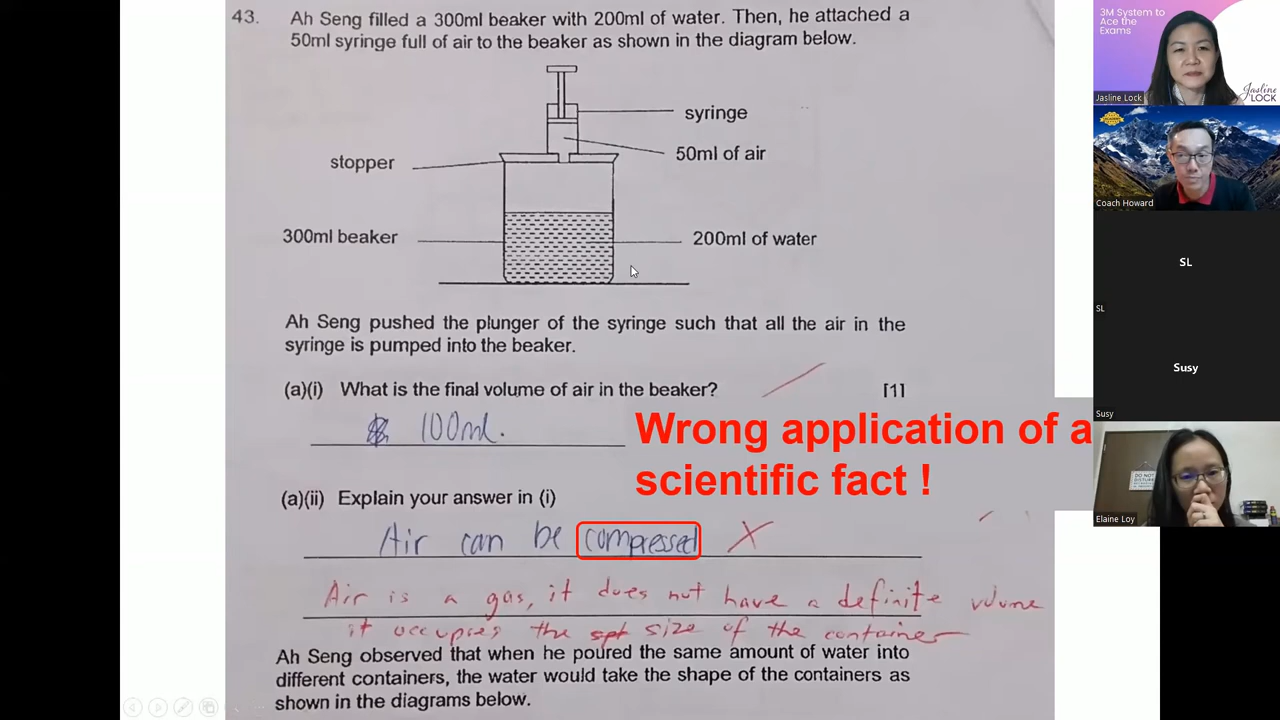 43. Ah Seng filled a 300ml beaker with 200ml of water. Then, he attached a
50ml syringe full of air to the beaker as shown in the diagram below.
syringe
50ml of air
stopper
300ml beaker
200ml of water
Ah Seng pushed the plunger of the syringe such that all the air in the
syringe is pumped into the beaker.
(a)(i) What is the final volume of air in the beaker? [1]
100ml.
Wrong application of a
scientific fact !
(a)(ii) Explain your answer in (i)
Air can be compressed
Air is a gas, it does not have a definite volume
it occupies the size of the container
Ah Seng observed that when he poured the same amount of water into
different containers, the water would take the shape of the containers as
shown in the diagrams below.
3M System to
Ace the
Exams
Jasline
LOCK
Jasline Lock
Coach Howard
SL
SL
Susy
Susy
DO NOT
DISTURB
Elaine Loy